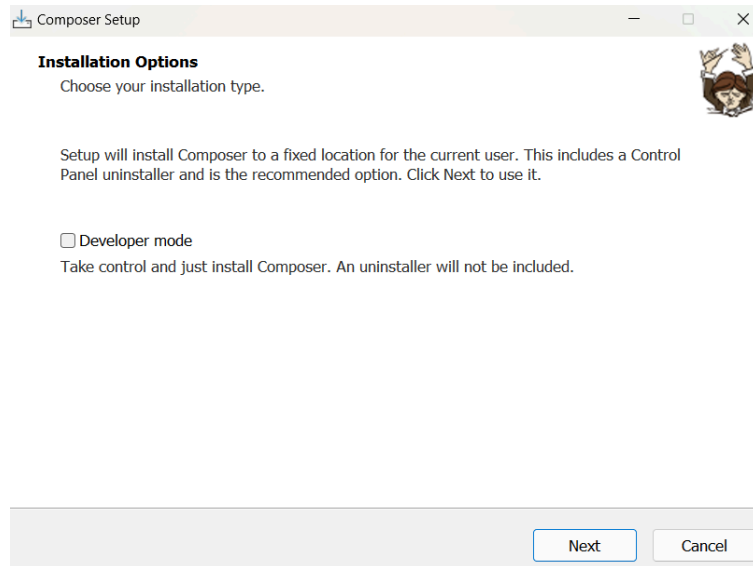 Composer Setup
Installation Options
Choose your installation type.
Setup will install Composer to a fixed location for the current user. This includes a Control
Panel uninstaller and is the recommended option. Click Next to use it.
Developer mode
Take control and just install Composer. An uninstaller will not be included.
Next
Cancel